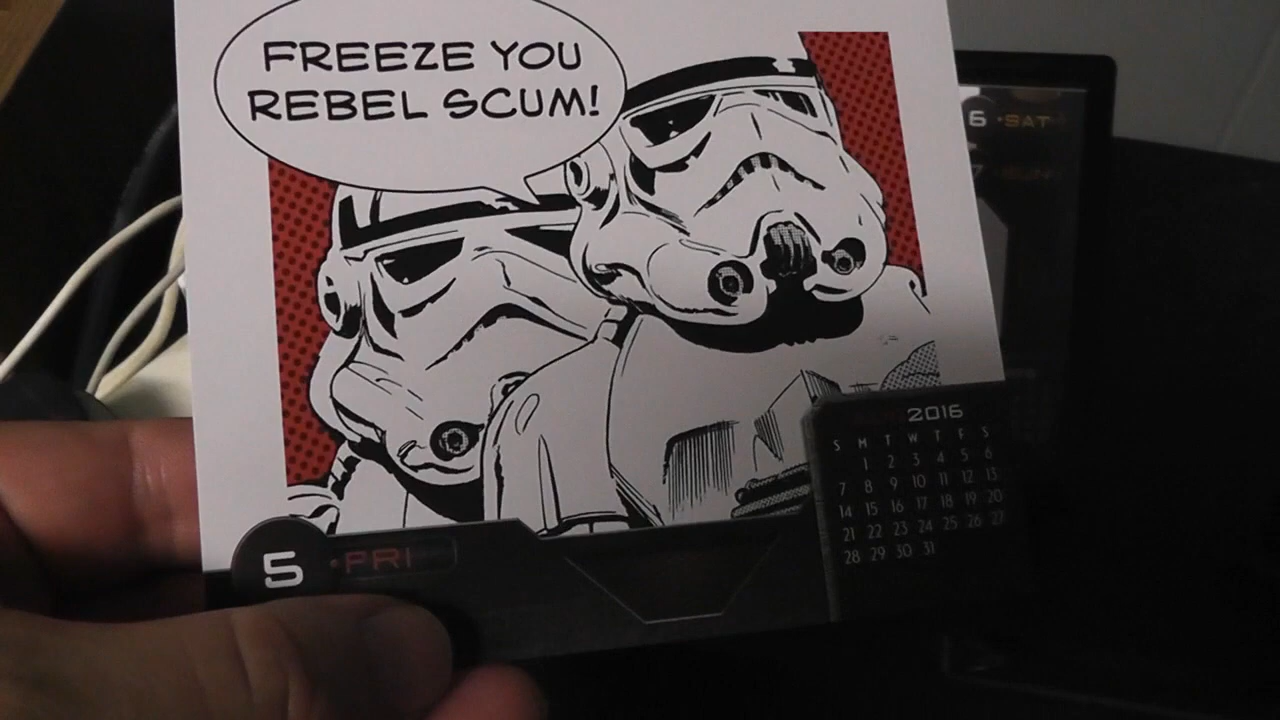 FREEZE YOU
REBEL SCUM!
6 •SAT
7 •SUN
2016
S M T W T F S
1 2 3 4 5 6
7 8 9 10 11 12 13
14 15 16 17 18 19 20
21 22 23 24 25 26 27
28 29 30 31
5 •FRI